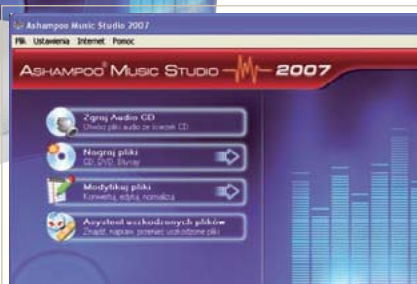 Ashampoo Music Studio 2007
Plik Ustawienia Internet Pomoc
ASHAMPOO® MUSIC STUDIO 2007
Zgraj Audio CD
Utwórz pliki audio ze ścieżek CD
Nagraj pliki
CD, DVD, Blu-ray
Modyfikuj pliki
Konwertuj, edytuj, normalizuj
Asystent uszkodzonych plików
Znajdź, napraw, przenieś uszkodzone pliki